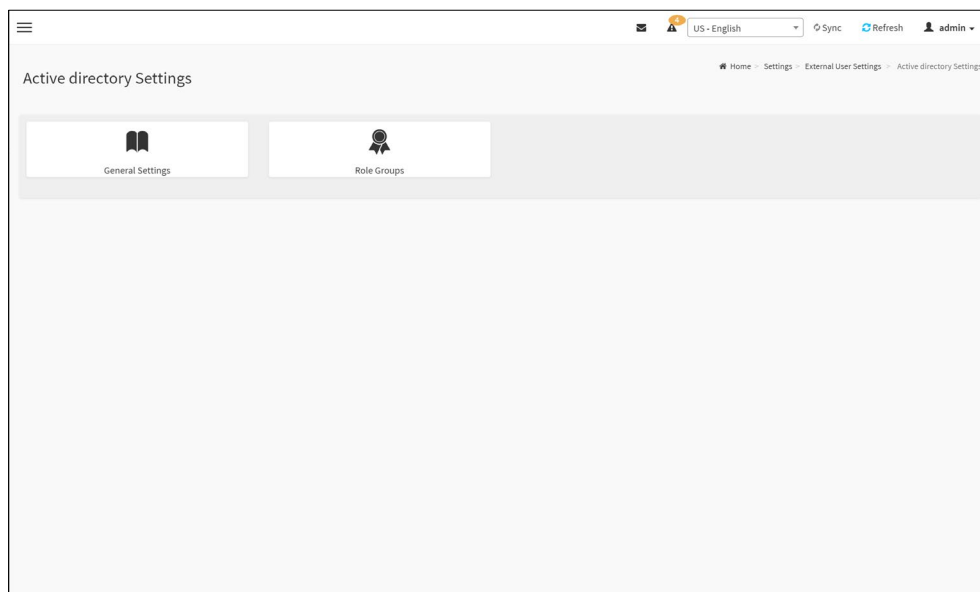 4
US - English
Sync
Refresh
admin
Active directory Settings
Home > Settings > External User Settings > Active directory Settings
General Settings
Role Groups